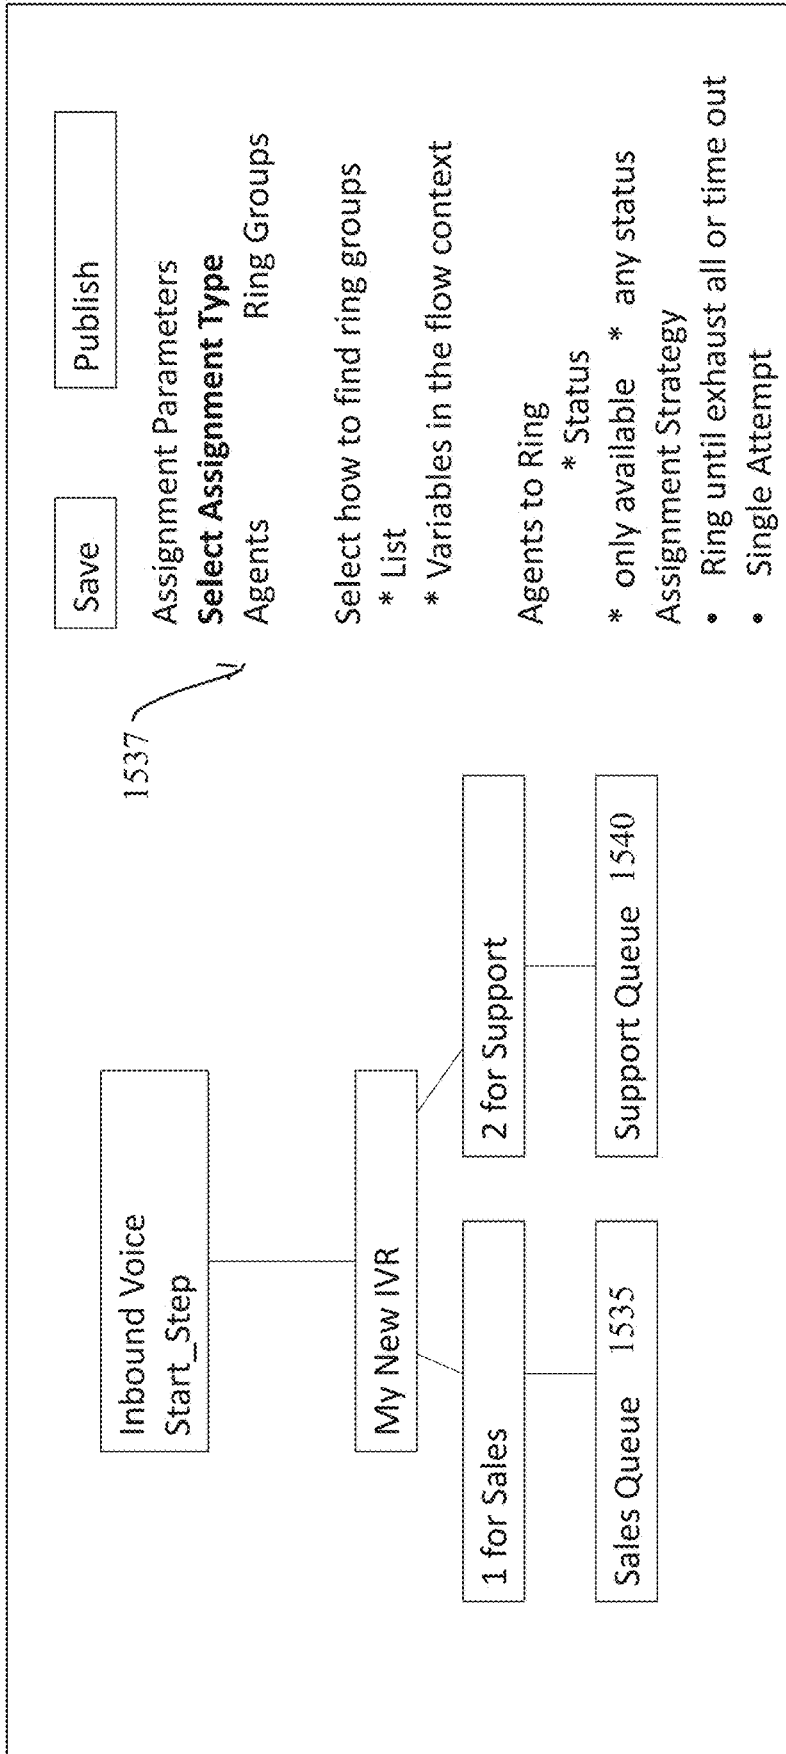 Inbound Voice
Start_Step
My New IVR
1 for Sales
2 for Support
Sales Queue 1535
Support Queue 1540
1537
Save
Publish
Assignment Parameters
Select Assignment Type
Agents Ring Groups
Select how to find ring groups
* List
* Variables in the flow context
Agents to Ring
* Status
* only available * any status
Assignment Strategy
• Ring until exhaust all or time out
• Single Attempt